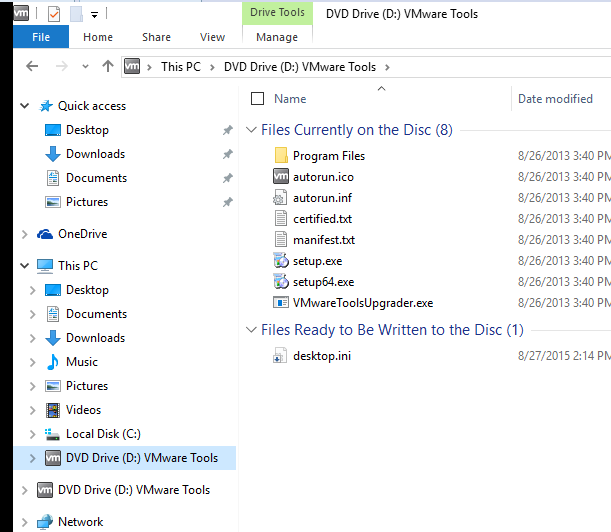 vm
Drive Tools
DVD Drive (D:) VMware Tools
File
Home
Share
View
Manage
vm
This PC
DVD Drive (D:) VMware Tools
Quick access
Desktop
Downloads
Documents
Pictures
OneDrive
This PC
Desktop
Documents
Downloads
Music
Pictures
Videos
Local Disk (C:)
vm DVD Drive (D:) VMware Tools
vm DVD Drive (D:) VMware Tools
Network
Name Date modified
Files Currently on the Disc (8)
Program Files 8/26/2013 3:40 PM
vm autorun.ico 8/26/2013 3:40 PM
autorun.inf 8/26/2013 3:40 PM
certified.txt 8/26/2013 3:40 PM
manifest.txt 8/26/2013 3:40 PM
setup.exe 8/26/2013 3:40 PM
setup64.exe 8/26/2013 3:40 PM
VMwareToolsUpgrader.exe 8/26/2013 3:40 PM
Files Ready to Be Written to the Disc (1)
desktop.ini 8/27/2015 2:14 PM